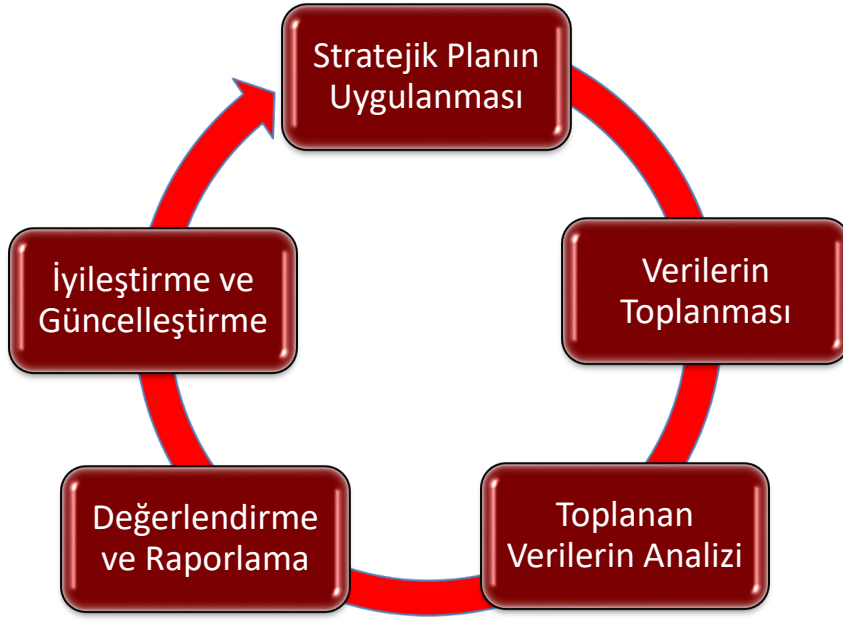 Stratejik Planın
Uygulanması
Verilerin
Toplanması
Toplanan
Verilerin Analizi
Değerlendirme
ve Raporlama
İyileştirme ve
Güncelleştirme